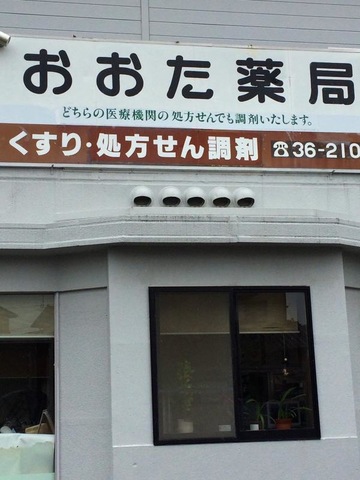 おおた薬局
どちらの医療機関の処方せんでも調剤いたします。
くすり・処方せん調剤 ☎36-210